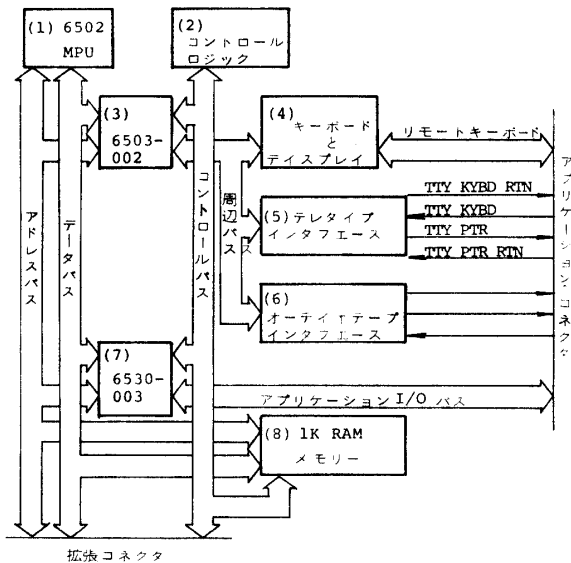 (1) 6502
MPU
(2)
コントロール
ロジック
(3)
6503-
002
(4)
キーボード
と
ディスプレイ
リモートキーボード
TTY KYBD RTN
TTY KYBD
TTY PTR
TTY PTR RTN
(5) テレタイプ
インタフェース
(6)
オーディオテープ
インタフェース
アドレスバス
データバス
コントロールバス
周辺バス
アプリケーション・コネクタ
(7)
6530-
003
アプリケーション I/O バス
(8) 1K RAM
メモリー
拡張コネクタ